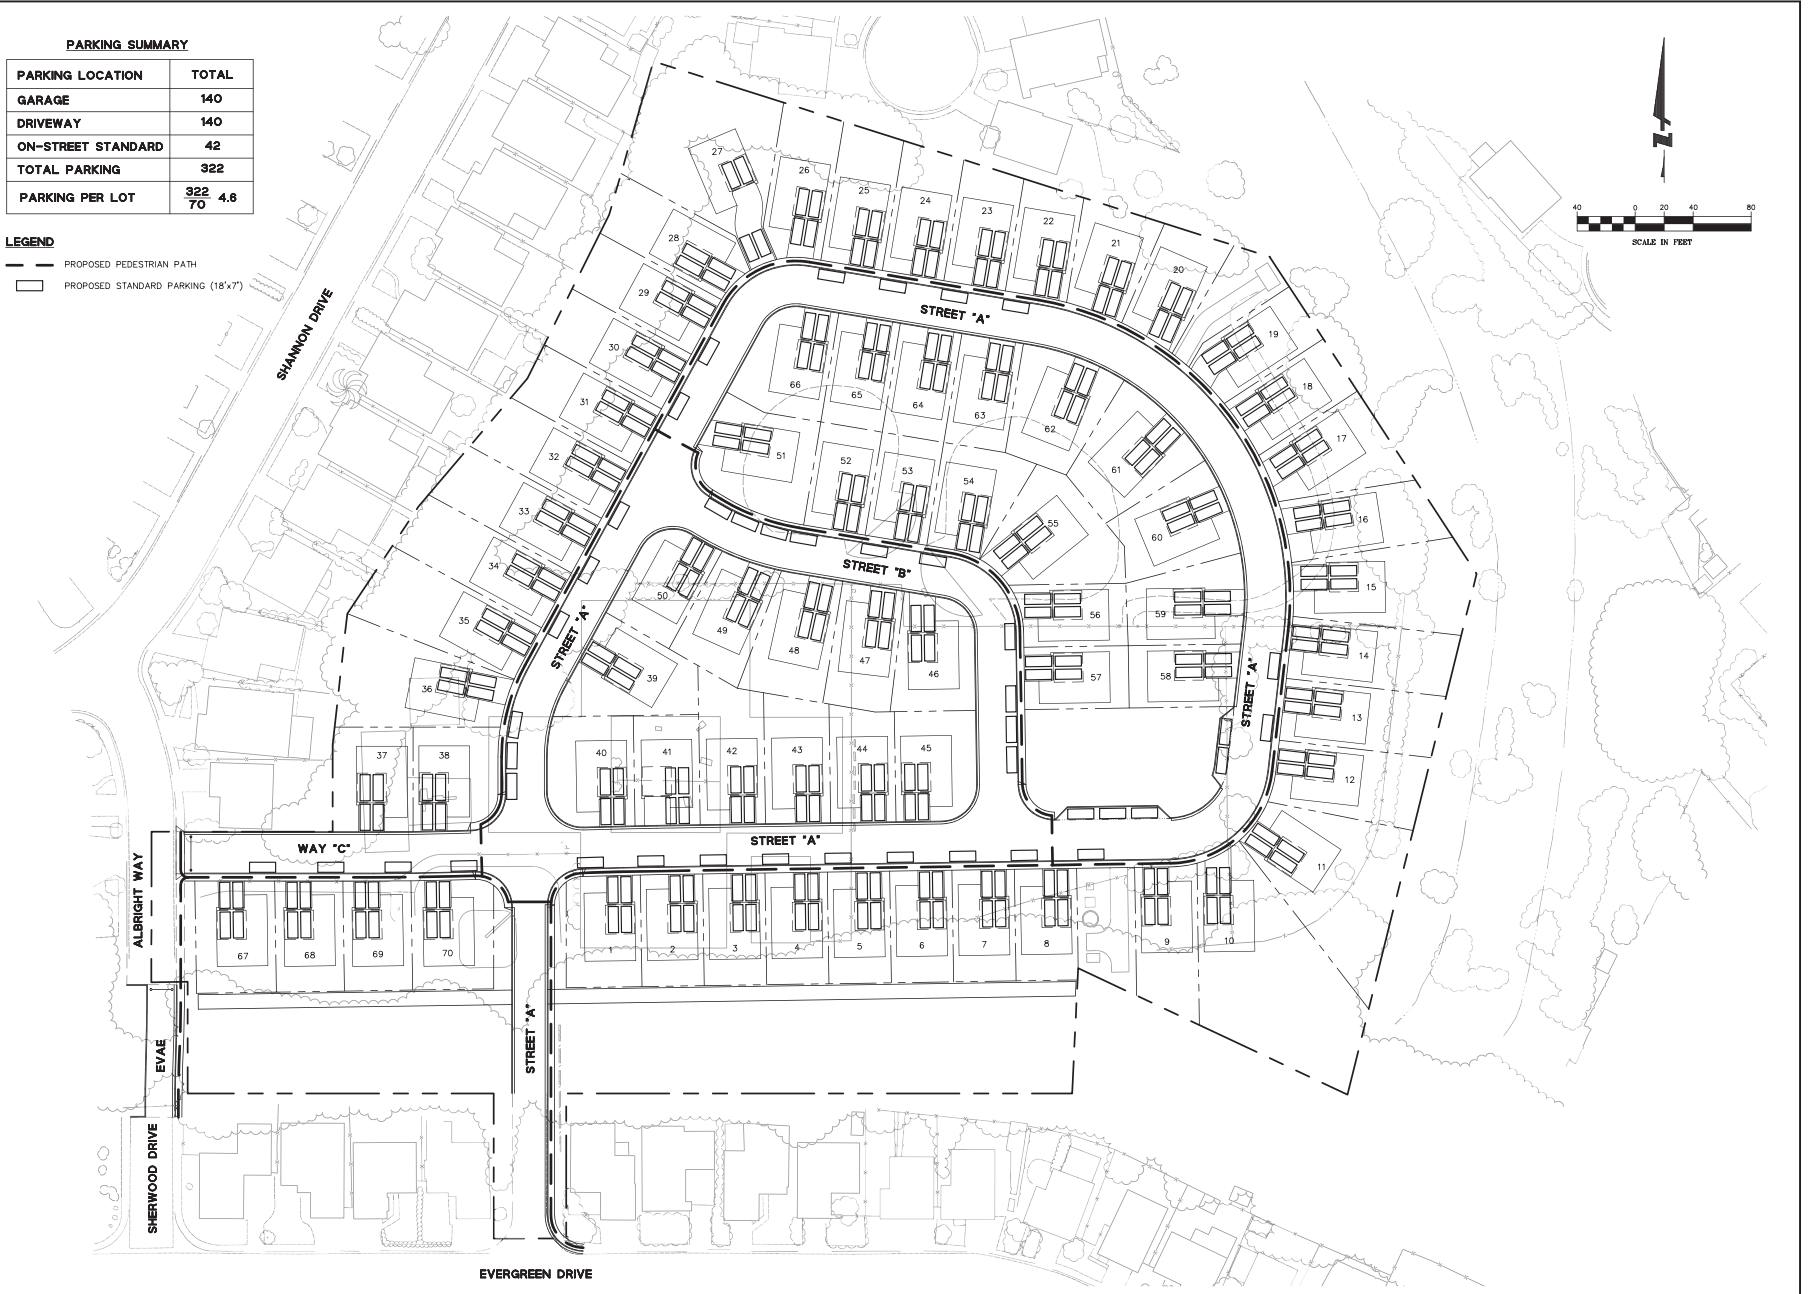 PARKING SUMMARY
PARKING LOCATION TOTAL
GARAGE 140
DRIVEWAY 140
ON-STREET STANDARD 42
TOTAL PARKING 322
PARKING PER LOT 322/70 4.6
LEGEND
PROPOSED PEDESTRIAN PATH
PROPOSED STANDARD PARKING (18'x7')
N
40 0 20 40 80
SCALE IN FEET
SHANNON DRIVE
27
26
25
24
23
22
21
20
19
18
17
16
15
14
13
12
11
28
29
30
31
32
33
34
35
36
37
38
STREET "A"
66
65
64
63
62
61
60
59
58
51
52
53
54
55
56
57
STREET "B"
50
49
48
47
46
39
STREET "A"
STREET "A"
40
41
42
43
44
45
WAY "C"
STREET "A"
ALBRIGHT WAY
67
68
69
70
1
2
3
4
5
6
7
8
9
10
STREET "A"
EVAE
SHERWOOD DRIVE
EVERGREEN DRIVE